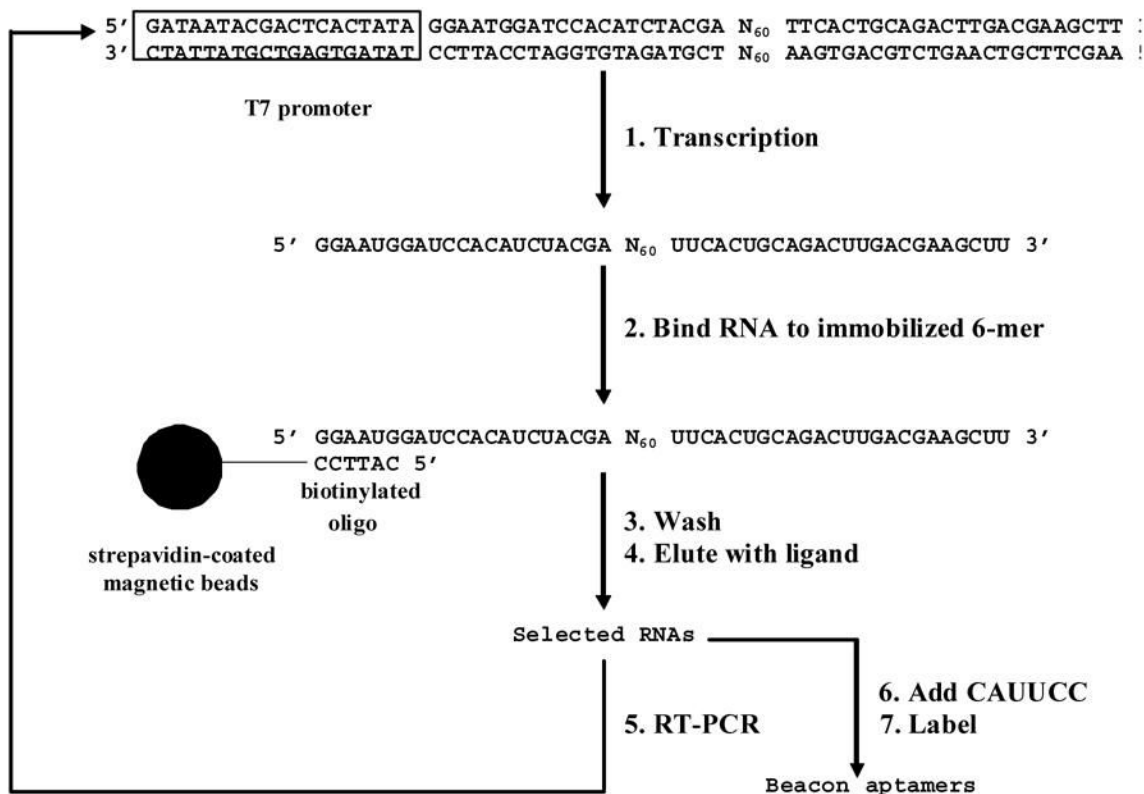 5' GATAATACGACTCACTATA GGAATGGATCCACATCTACGA N60 TTCACTGCAGACTTGACGAAGCTT
3' CTATTATGCTGAGTGATAT CCTTACCTAGGTGTAGATGCT N60 AAGTGACGTCTGAACTGCTTCGAA
T7 promoter
1. Transcription
5' GGAAUGGAUCCACAUCUACGA N60 UUCACUGCAGACUUGACGAAGCUU 3'
2. Bind RNA to immobilized 6-mer
5' GGAAUGGAUCCACAUCUACGA N60 UUCACUGCAGACUUGACGAAGCUU 3'
CCTTAC 5'
biotinylated
oligo
strepavidin-coated
magnetic beads
3. Wash
4. Elute with ligand
Selected RNAs
5. RT-PCR
6. Add CAUUCC
7. Label
Beacon aptamers